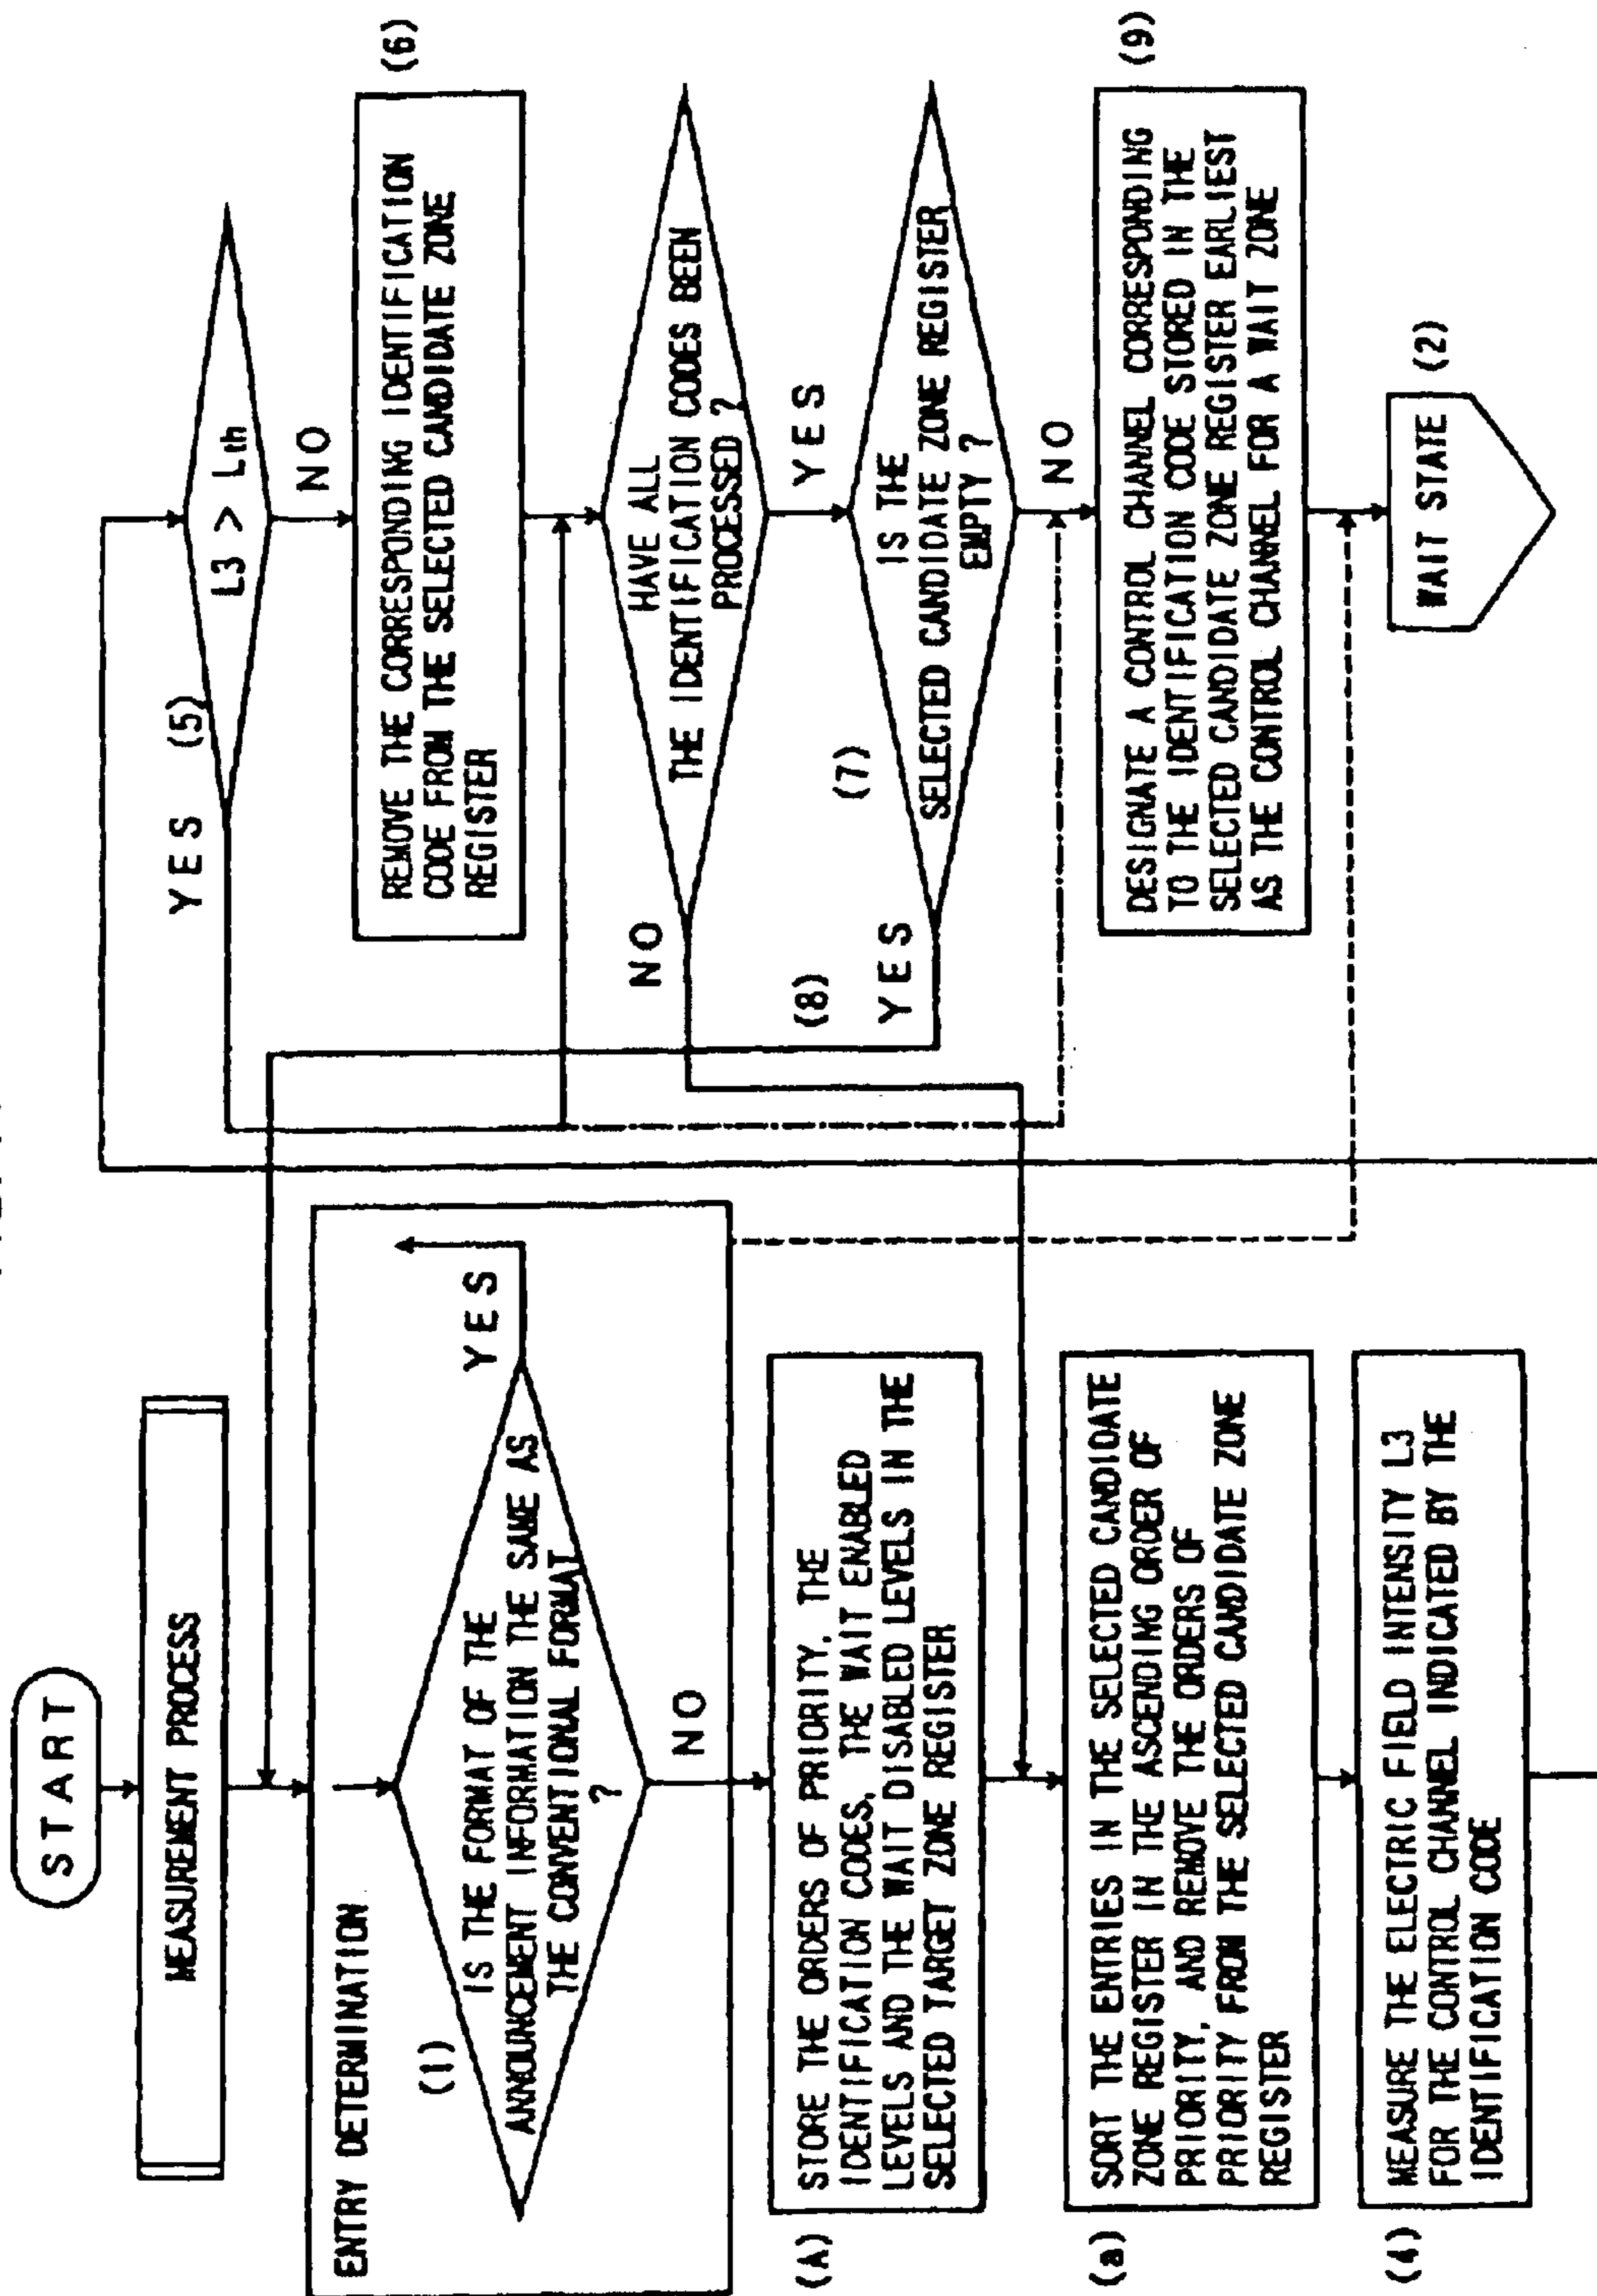 START
MEASUREMENT PROCESS
ENTRY DETERMINATION
(1)
IS THE FORMAT OF THE
ANNOUNCEMENT INFORMATION THE SAME AS
THE CONVENTIONAL FORMAT
?
YES
NO
(A)
STORE THE ORDERS OF PRIORITY, THE
IDENTIFICATION CODES, THE WAIT ENABLED
LEVELS AND THE WAIT DISABLED LEVELS IN THE
SELECTED TARGET ZONE REGISTER
(a)
SORT THE ENTRIES IN THE SELECTED CANDIDATE
ZONE REGISTER IN THE ASCENDING ORDER OF
PRIORITY, AND REMOVE THE ORDERS OF
PRIORITY FROM THE SELECTED CANDIDATE ZONE
REGISTER
(4)
MEASURE THE ELECTRIC FIELD INTENSITY L3
FOR THE CONTROL CHANNEL INDICATED BY THE
IDENTIFICATION CODE
YES (5)
L3 > Lth
NO
(6)
REMOVE THE CORRESPONDING IDENTIFICATION
CODE FROM THE SELECTED CANDIDATE ZONE
REGISTER
HAVE ALL
THE IDENTIFICATION CODES BEEN
PROCESSED ?
NO
YES
(8)
(7)
IS THE
SELECTED CANDIDATE ZONE REGISTER
EMPTY ?
YES
NO
(9)
DESIGNATE A CONTROL CHANNEL CORRESPONDING
TO THE IDENTIFICATION CODE STORED IN THE
SELECTED CANDIDATE ZONE REGISTER EARLIEST
AS THE CONTROL CHANNEL FOR A WAIT ZONE
WAIT STATE (2)